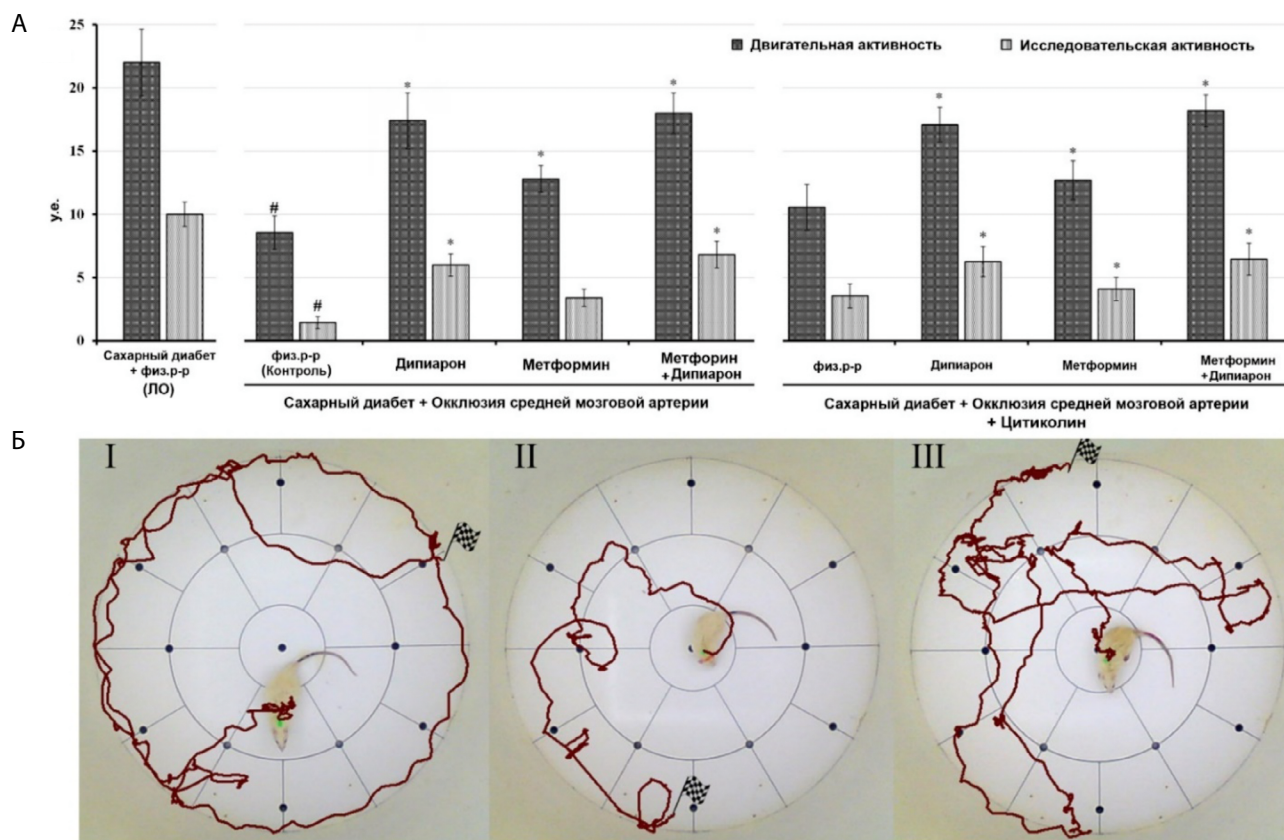 А
25
20
15
10
5
0
у.е.
Двигательная активность
Исследовательская активность
#
#
*
*
*
*
*
*
*
*
*
*
*
Сахарный диабет
+ физ.р-р
(ЛО)
физ.р-р
(Контроль)
Дипиарон
Метформин
Метфорин
+Дипиарон
Сахарный диабет + Окклюзия средней мозговой артерии
физ.р-р
Дипиарон
Метформин
Метформин
+Дипиарон
Сахарный диабет + Окклюзия средней мозговой артерии
+ Цитиколин
Б
I
II
III